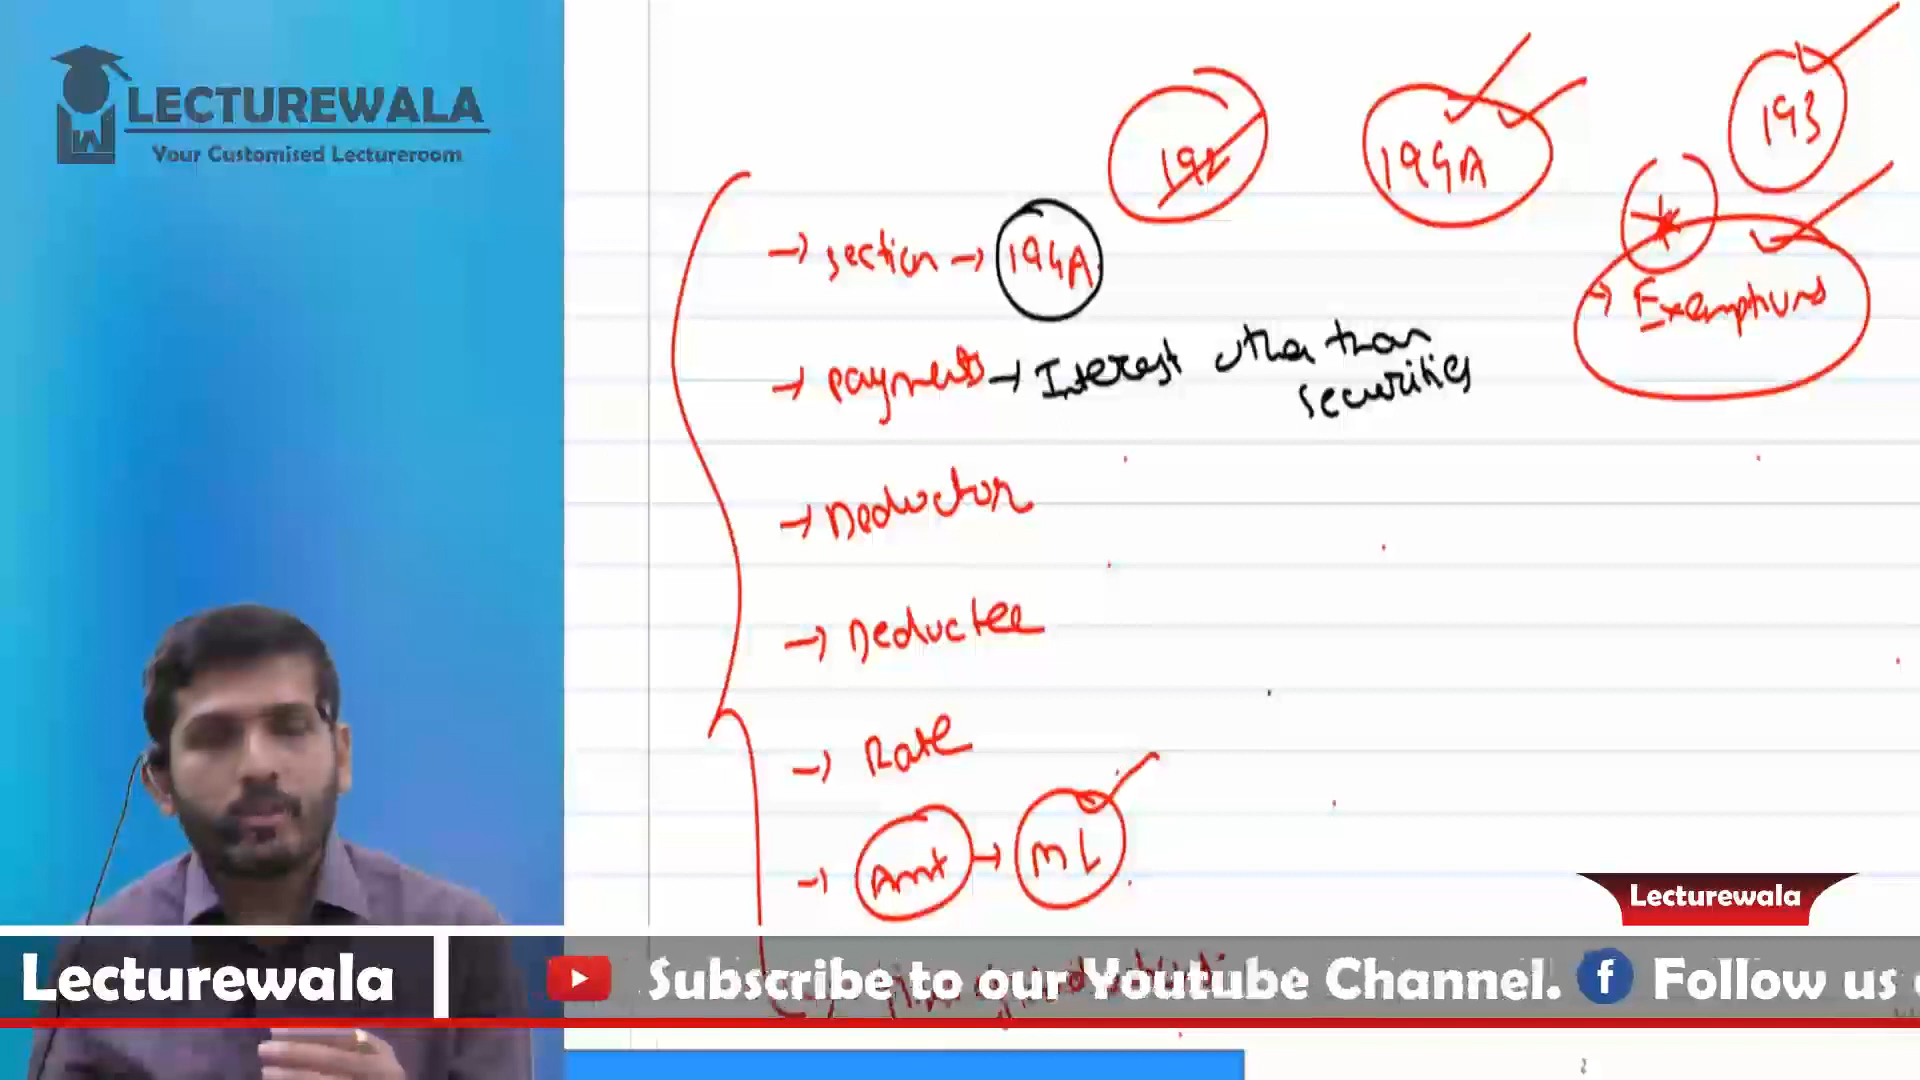 LECTUREWALA
Your Customised Lectureroom
192
194A
193
→ section → 194A
→ Exemptions
→ payments → Interest other than
securities
→ Deductor
→ Deductee
→ Rate
→ Amt → ML
Lecturewala
Lecturewala
Subscribe to our Youtube Channel.
f
Follow us